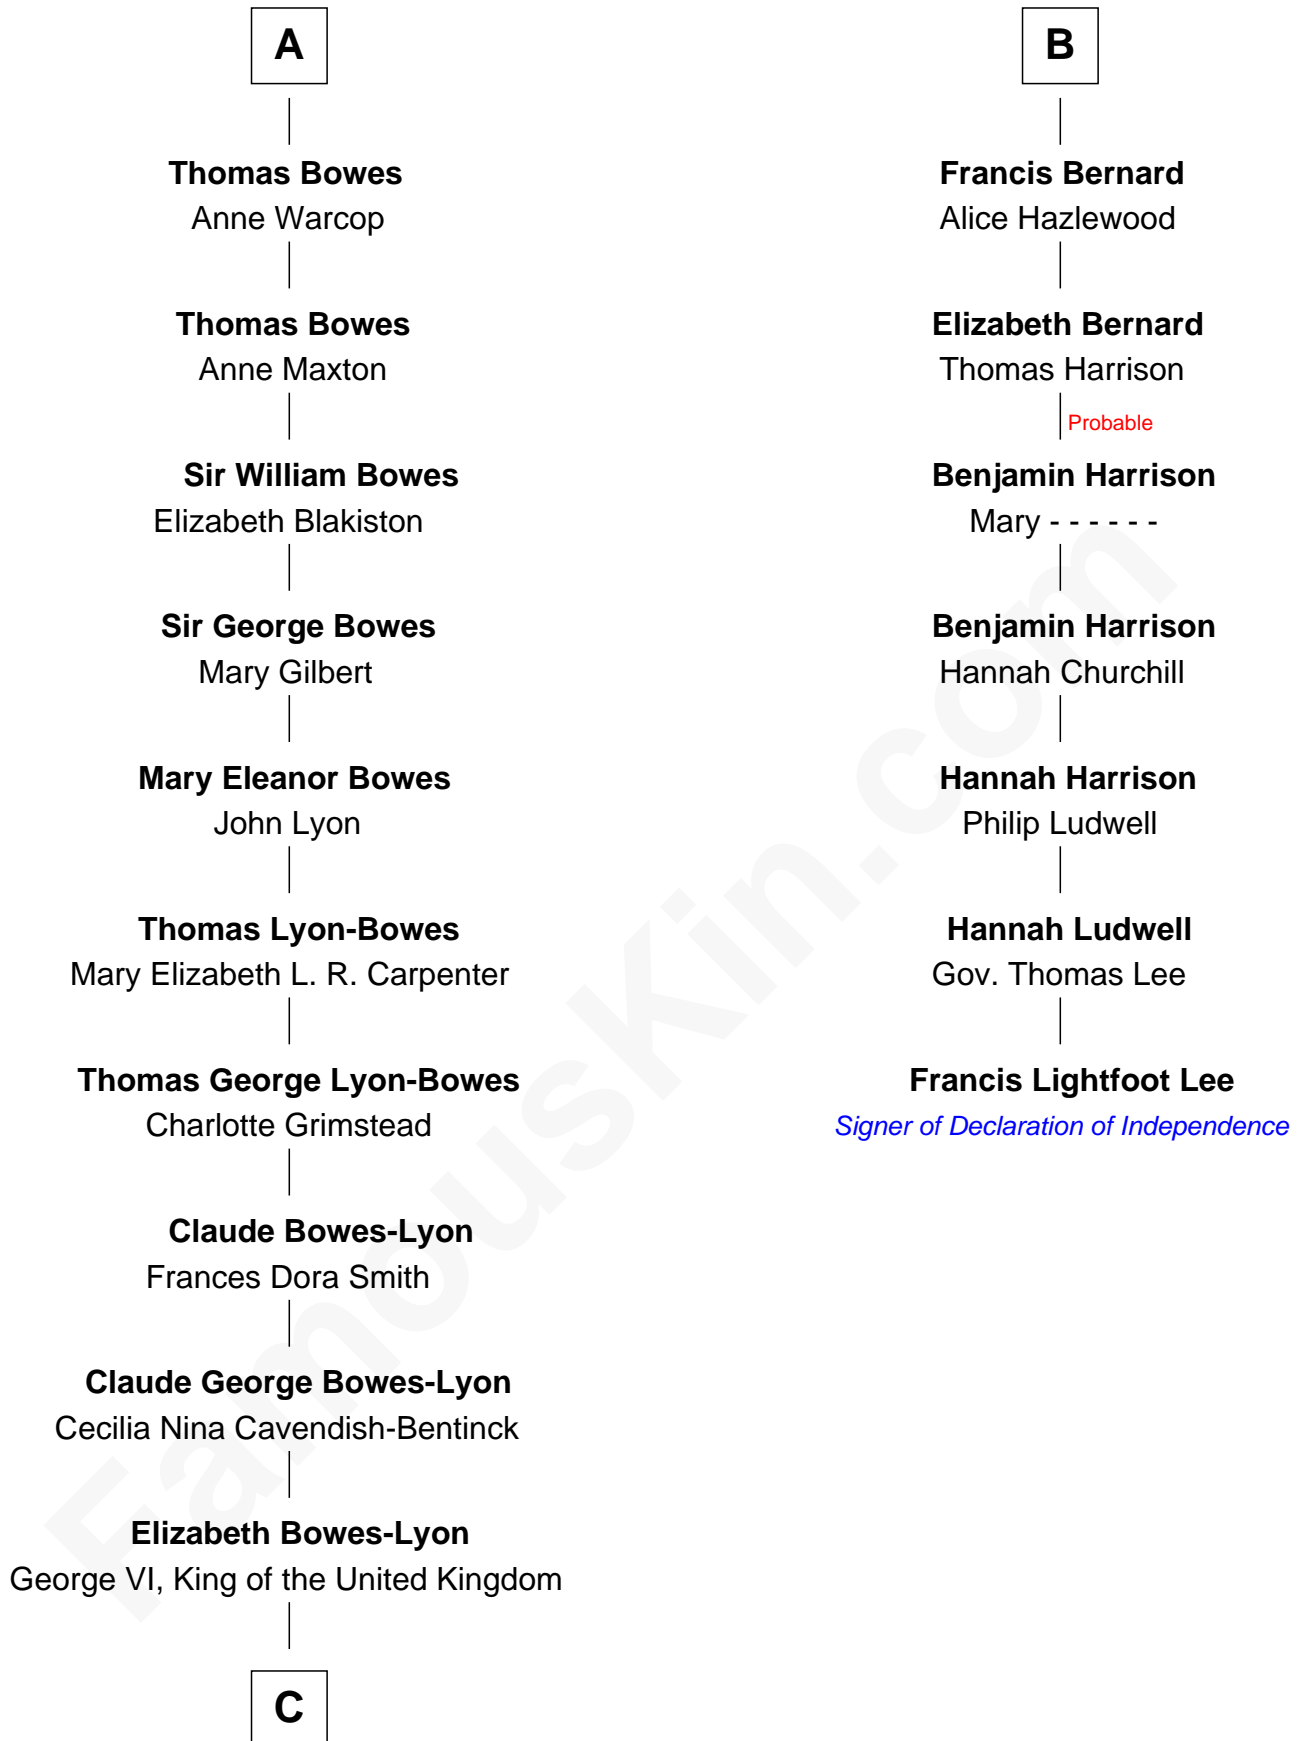 A
Thomas Bowes
Anne Warcop
Thomas Bowes
Anne Maxton
Sir William Bowes
Elizabeth Blakiston
Sir George Bowes
Mary Gilbert
Mary Eleanor Bowes
John Lyon
Thomas Lyon-Bowes
Mary Elizabeth L. R. Carpenter
Thomas George Lyon-Bowes
Charlotte Grimstead
Claude Bowes-Lyon
Frances Dora Smith
Claude George Bowes-Lyon
Cecilia Nina Cavendish-Bentinck
Elizabeth Bowes-Lyon
George VI, King of the United Kingdom
C
B
Francis Bernard
Alice Hazlewood
Elizabeth Bernard
Thomas Harrison
Probable
Benjamin Harrison
Mary - - - - - -
Benjamin Harrison
Hannah Churchill
Hannah Harrison
Philip Ludwell
Hannah Ludwell
Gov. Thomas Lee
Francis Lightfoot Lee
Signer of Declaration of Independence
FamousKin.com